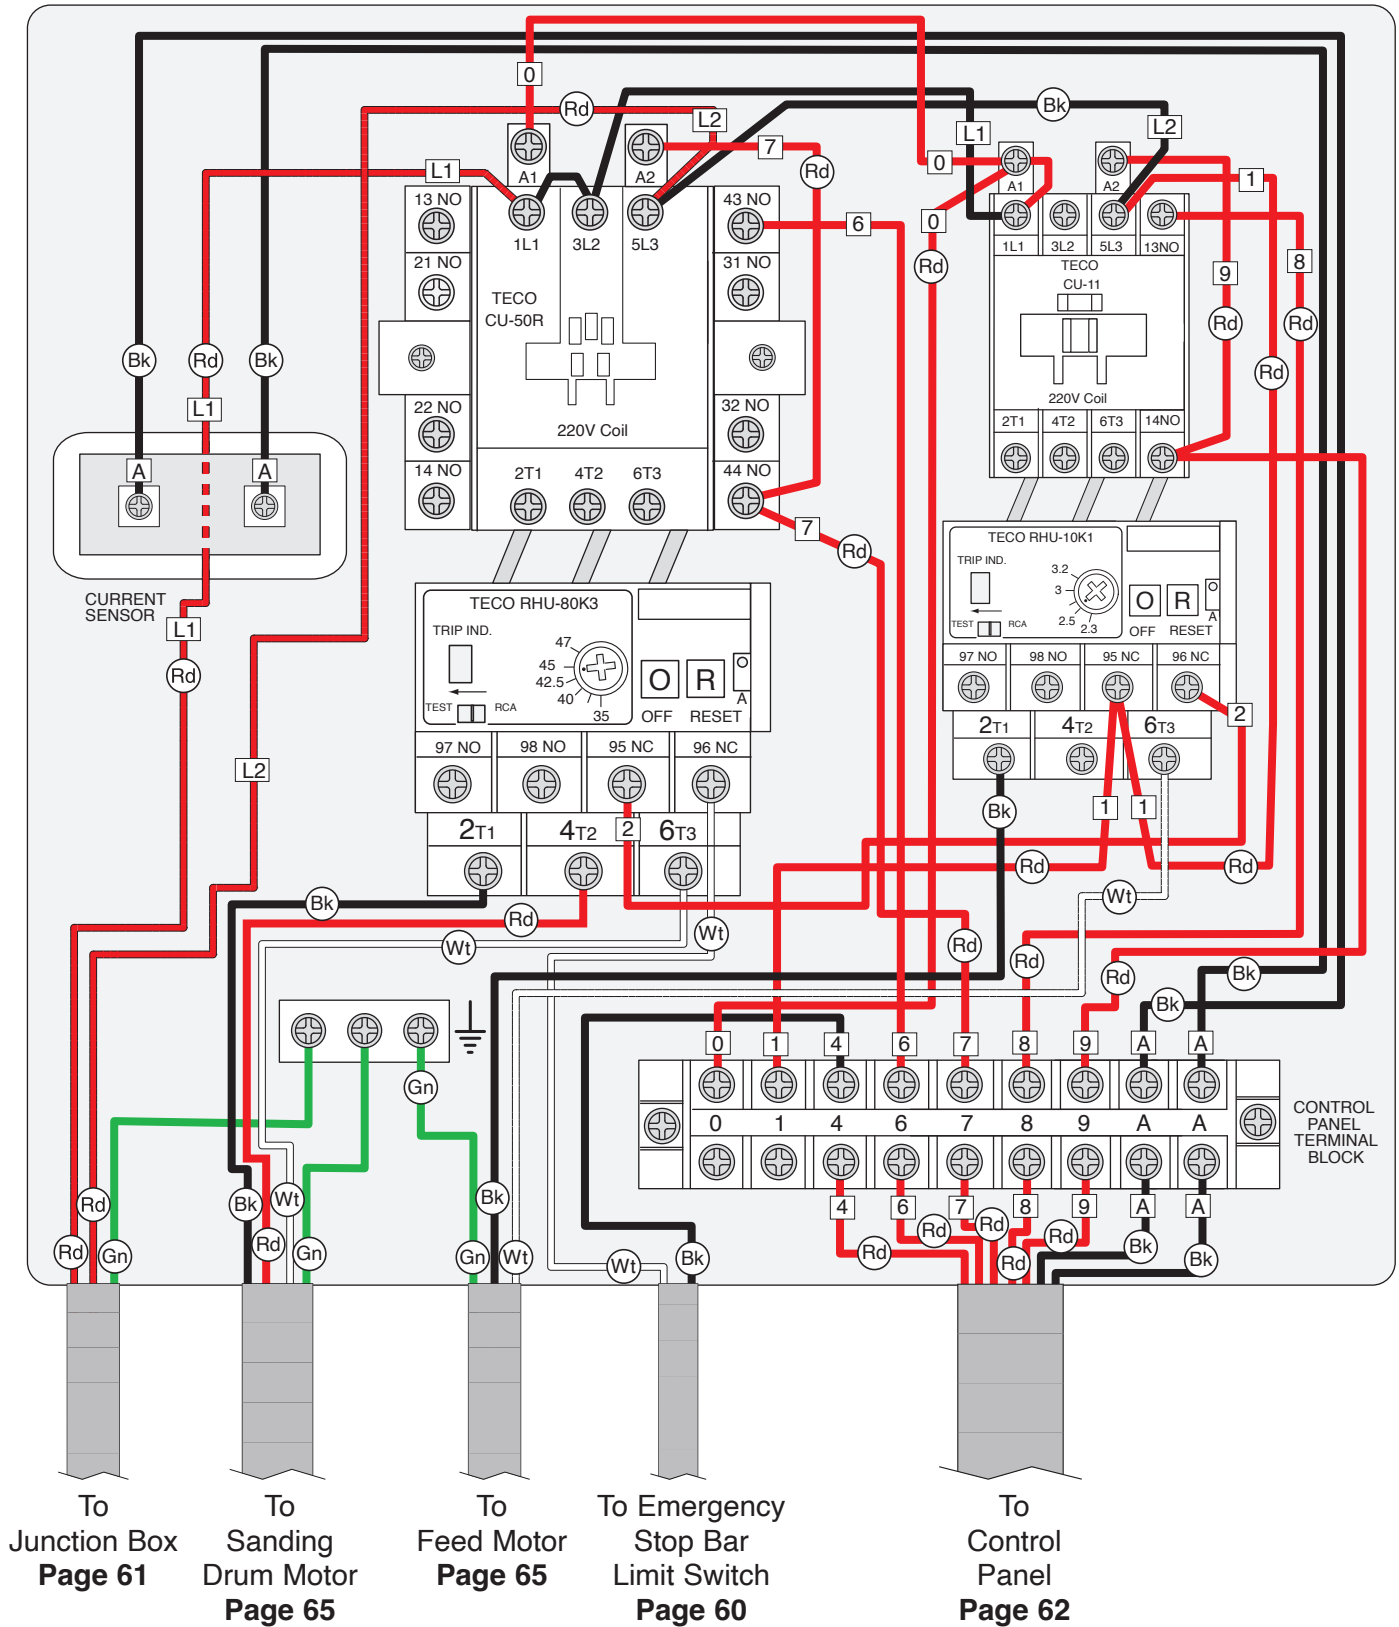 0
Rd
L2
Bk
L1
L2
7
A1
A2
L1
Rd
0
A1
A2
1
13 NO
43 NO
6
0
1L1
3L2
5L3
1L1
3L2
5L3
13NO
21 NO
31 NO
Rd
TECO
CU-50R
TECO
CU-11
9
8
Rd
Rd
Bk
Rd
Bk
Rd
L1
22 NO
32 NO
220V Coil
220V Coil
2T1
4T2
6T3
14NO
A
A
14 NO
2T1
4T2
6T3
44 NO
7
Rd
CURRENT
SENSOR
L1
Rd
TECO RHU-80K3
TRIP IND.
47
45
42.5
40
35
O
R
A
TEST
RCA
OFF
RESET
TECO RHU-10K1
TRIP IND.
3.2
3
2.5
2.3
O
R
A
TEST
RCA
OFF
RESET
97 NO
98 NO
95 NC
96 NC
2
2T1
4T2
6T3
97 NO
98 NO
95 NC
96 NC
L2
2T1
4T2
2
6T3
Bk
1
1
Rd
Rd
Bk
Rd
Wt
Wt
Wt
Rd
Rd
Rd
Bk
Bk
0
1
4
6
7
8
9
A
A
Gn
0
1
4
6
7
8
9
A
A
CONTROL
PANEL
TERMINAL
BLOCK
Rd
Bk
Wt
Bk
4
6
7
8
9
A
A
Rd
Rd
Rd
Gn
Rd
Gn
Gn
Wt
Wt
Bk
Rd
Rd
Rd
Bk
Bk
To
Junction Box
Page 61
To
Sanding
Drum Motor
Page 65
To
Feed Motor
Page 65
To Emergency
Stop Bar
Limit Switch
Page 60
To
Control
Panel
Page 62